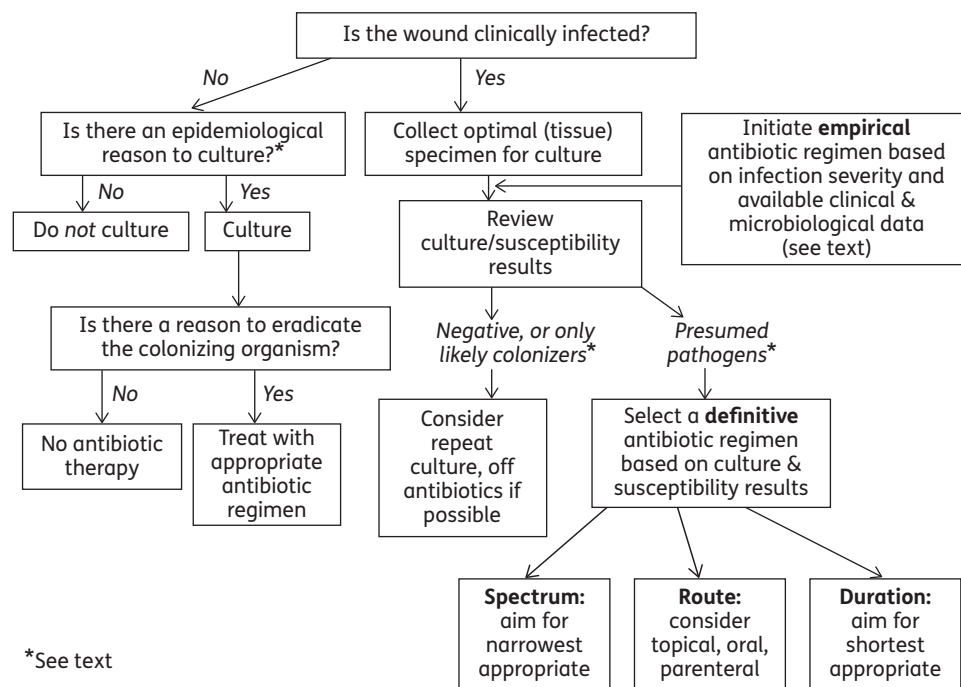 Is the wound clinically infected?
No
Yes
Is there an epidemiological
reason to culture?*
Collect optimal (tissue)
specimen for culture
Initiate empirical
antibiotic regimen based
on infection severity and
available clinical &
microbiological data
(see text)
No
Yes
Do not culture
Culture
Review
culture/susceptibility
results
Is there a reason to eradicate
the colonizing organism?
Negative, or only
likely colonizers*
Presumed
pathogens*
No
Yes
No antibiotic
therapy
Treat with
appropriate
antibiotic
regimen
Consider
repeat
culture, off
antibiotics if
possible
Select a definitive
antibiotic regimen
based on culture &
susceptibility results
Spectrum:
aim for
narrowest
appropriate
Route:
consider
topical, oral,
parenteral
Duration:
aim for
shortest
appropriate
*See text